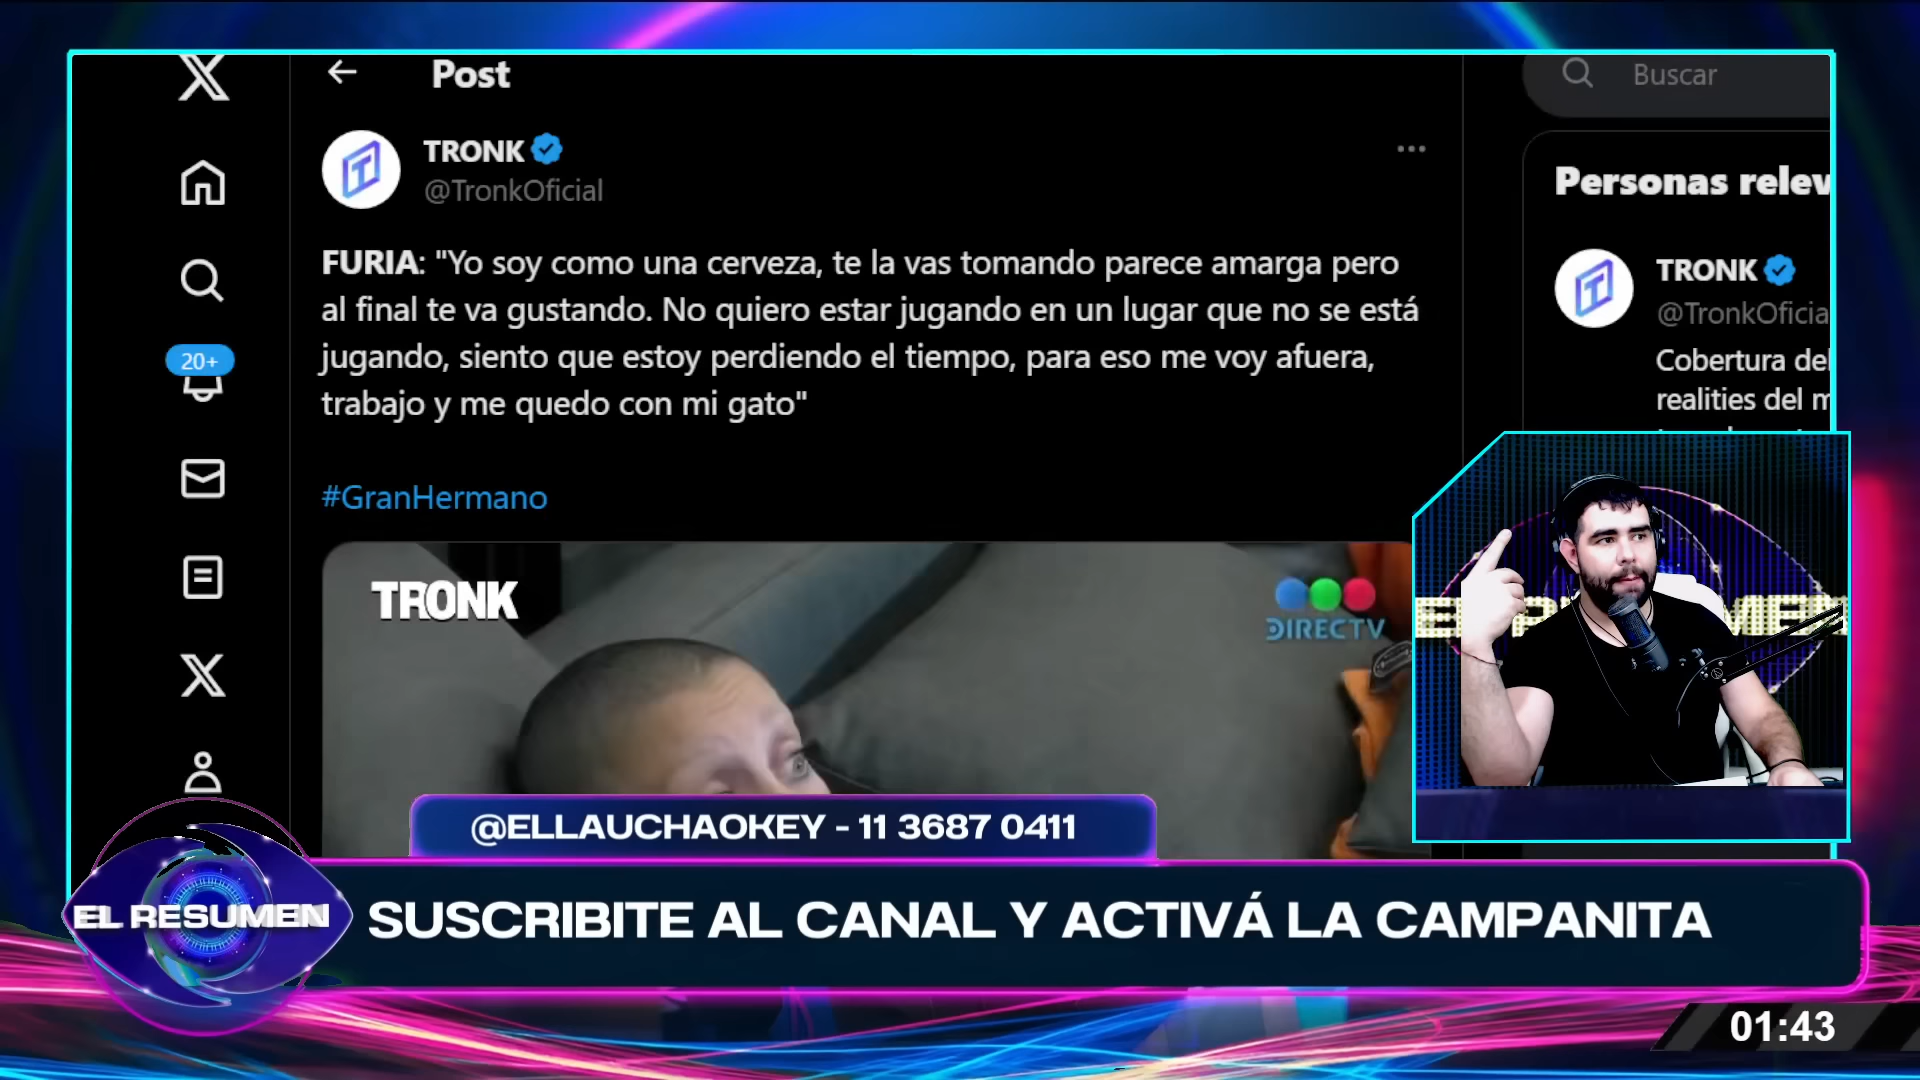 Post
Buscar
TRONK
@TronkOficial
FURIA: "Yo soy como una cerveza, te la vas tomando parece amarga pero
al final te va gustando. No quiero estar jugando en un lugar que no se está
jugando, siento que estoy perdiendo el tiempo, para eso me voy afuera,
trabajo y me quedo con mi gato"
#GranHermano
20+
Personas relev
TRONK
@TronkOficia
Cobertura del
realities del m
TRONK
DIRECTV
@ELLAUCHAOKEY - 11 3687 0411
EL RESUMEN
SUSCRIBITE AL CANAL Y ACTIVÁ LA CAMPANITA
01:43